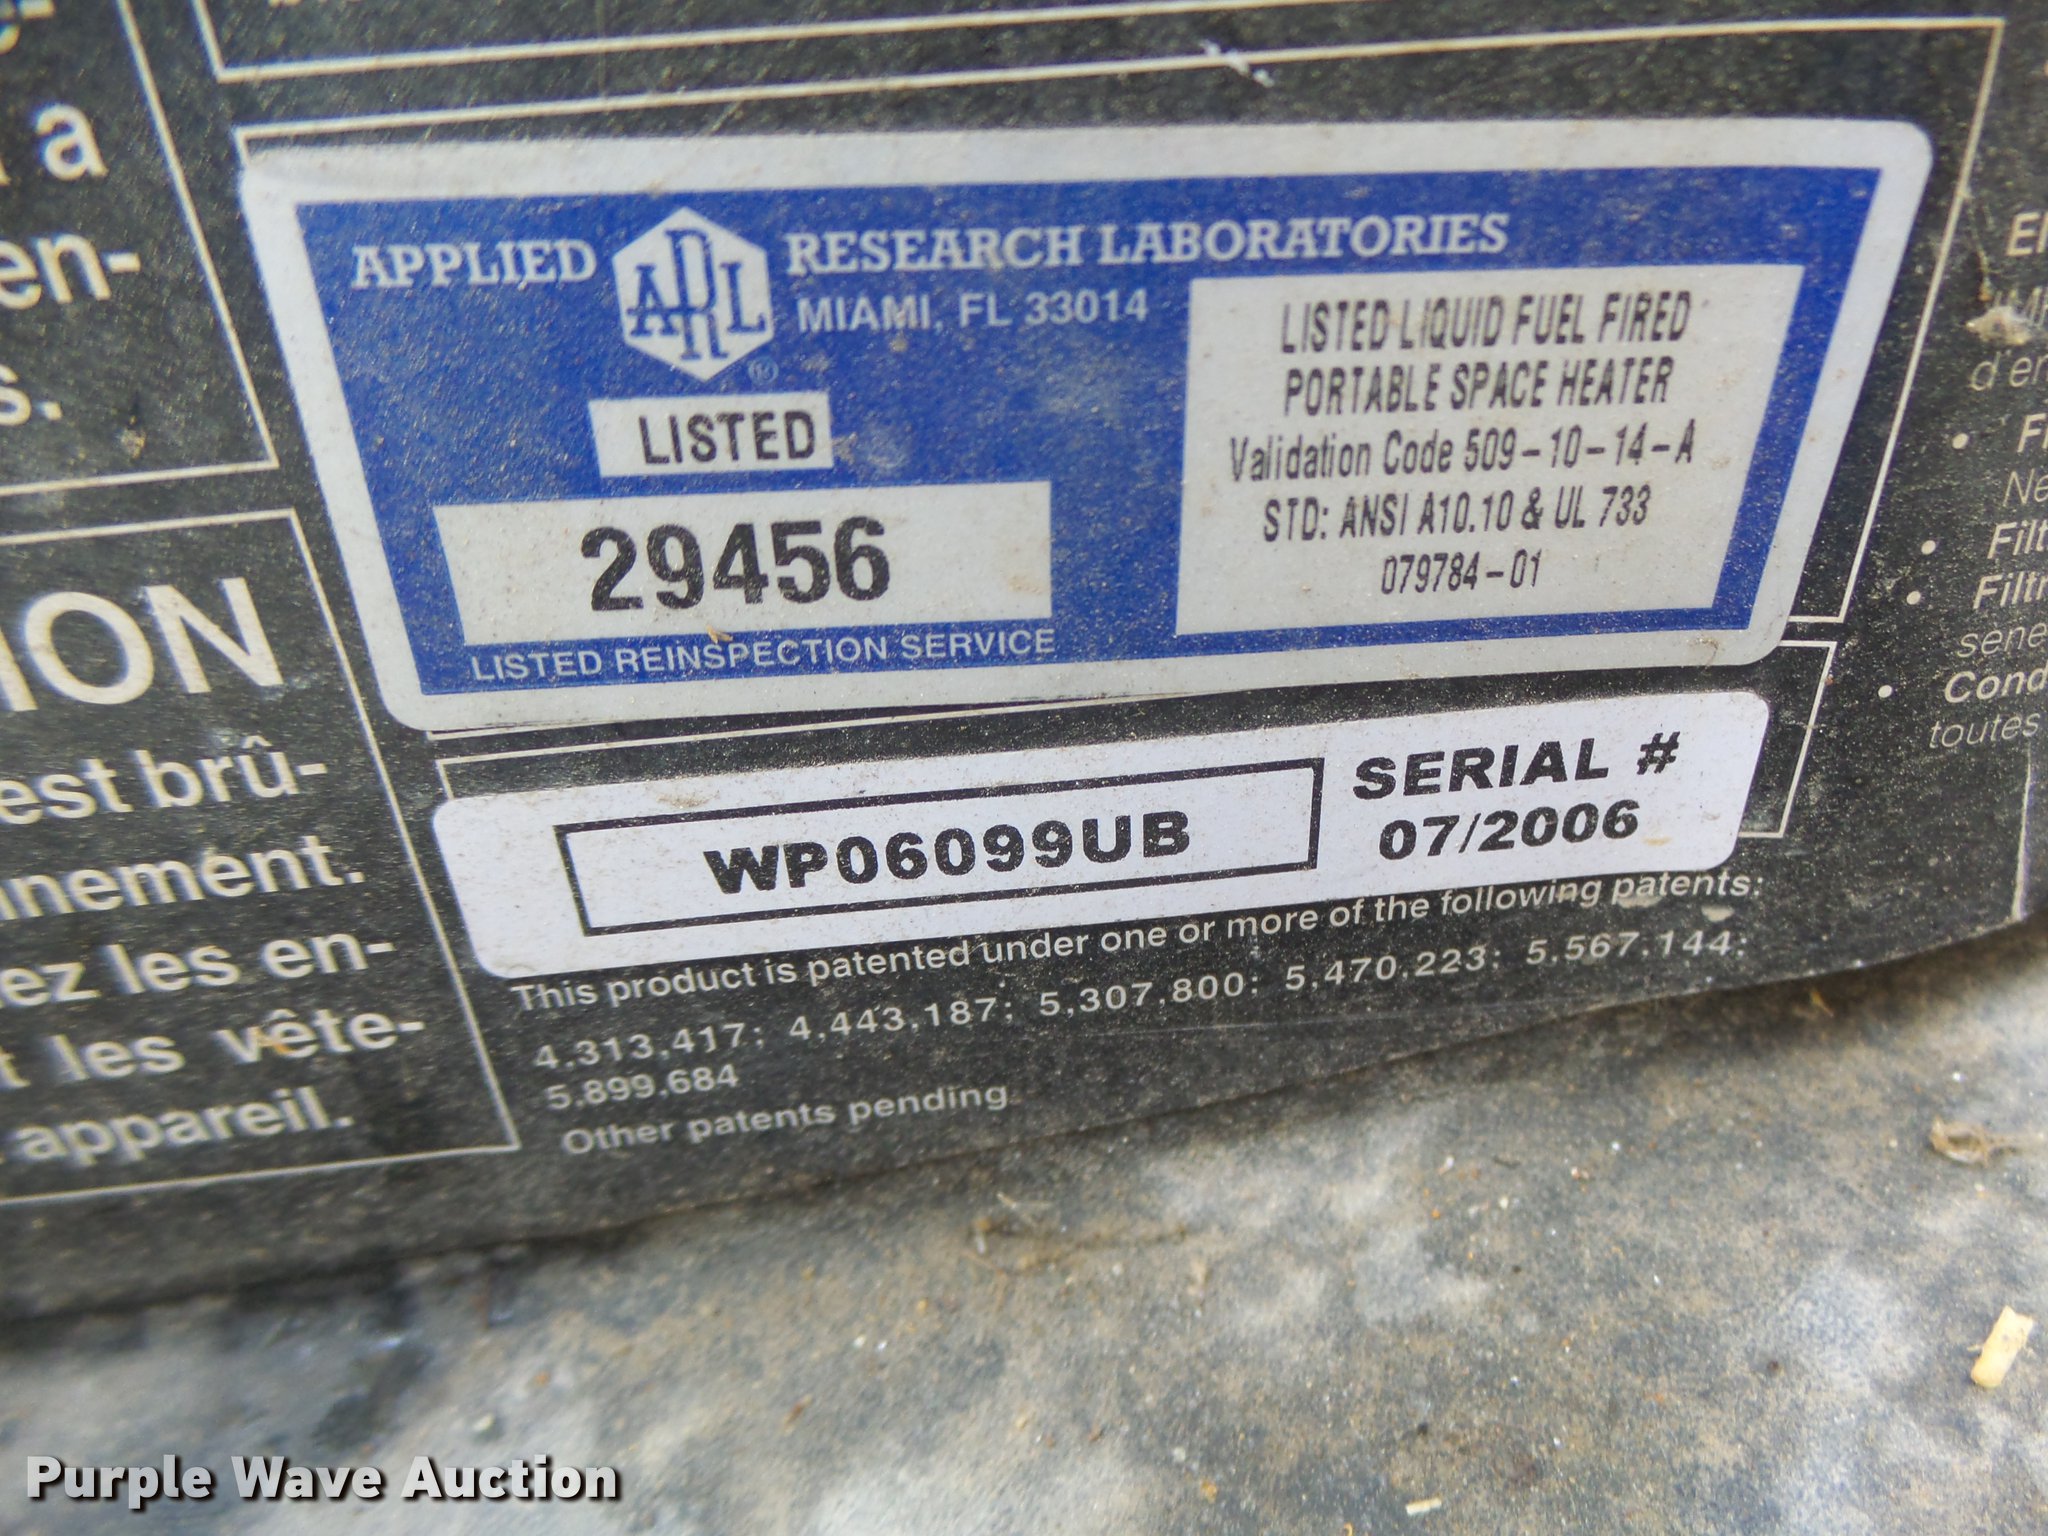 a
en-
s.
APPLIED ARL RESEARCH LABORATORIES
MIAMI, FL 33014
LISTED
29456
LISTED REINSPECTION SERVICE
LISTED LIQUID FUEL FIRED
PORTABLE SPACE HEATER
Validation Code 509-10-14-A
STD: ANSI A10.10 & UL 733
079784-01
WP06099UB
SERIAL #
07/2006
This product is patented under one or more of the following patents:
4,313,417; 4,443,187; 5,307,800; 5,470,223; 5,567,144;
5,899,684
Other patents pending
ION
est brû-
nnement.
ez les en-
t les vête-
appareil.
d'en
Filt
Filtr
Cond
toutes
Purple Wave Auction